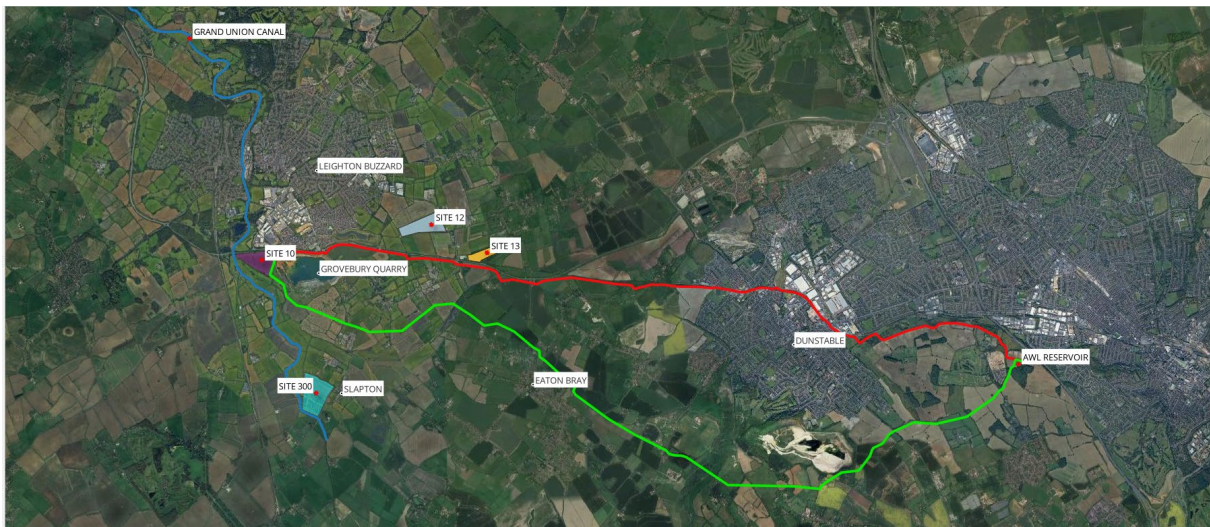 GRAND UNION CANAL
LEIGHTON BUZZARD
SITE 12
SITE 13
SITE 10
GROVEBURY QUARRY
DUNSTABLE
AWL RESERVOIR
EATON BRAY
SITE 300
SLAPTON